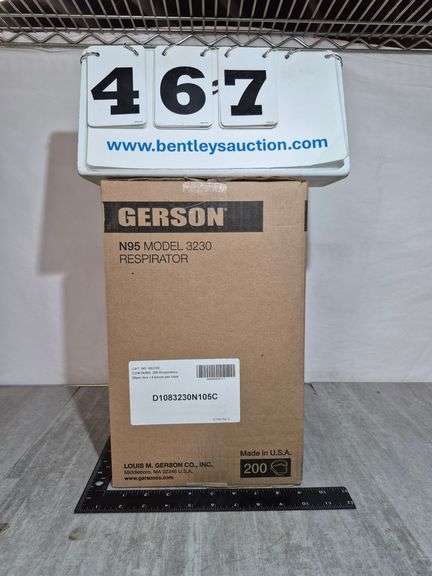 467
www.bentleysauction.com
GERSON
N95 MODEL 3230
RESPIRATOR
D1083230N105C
Made in U.S.A.
200
LOUIS M. GERSON CO., INC.
Middleboro, MA 02346 U.S.A.
www.gersonco.com